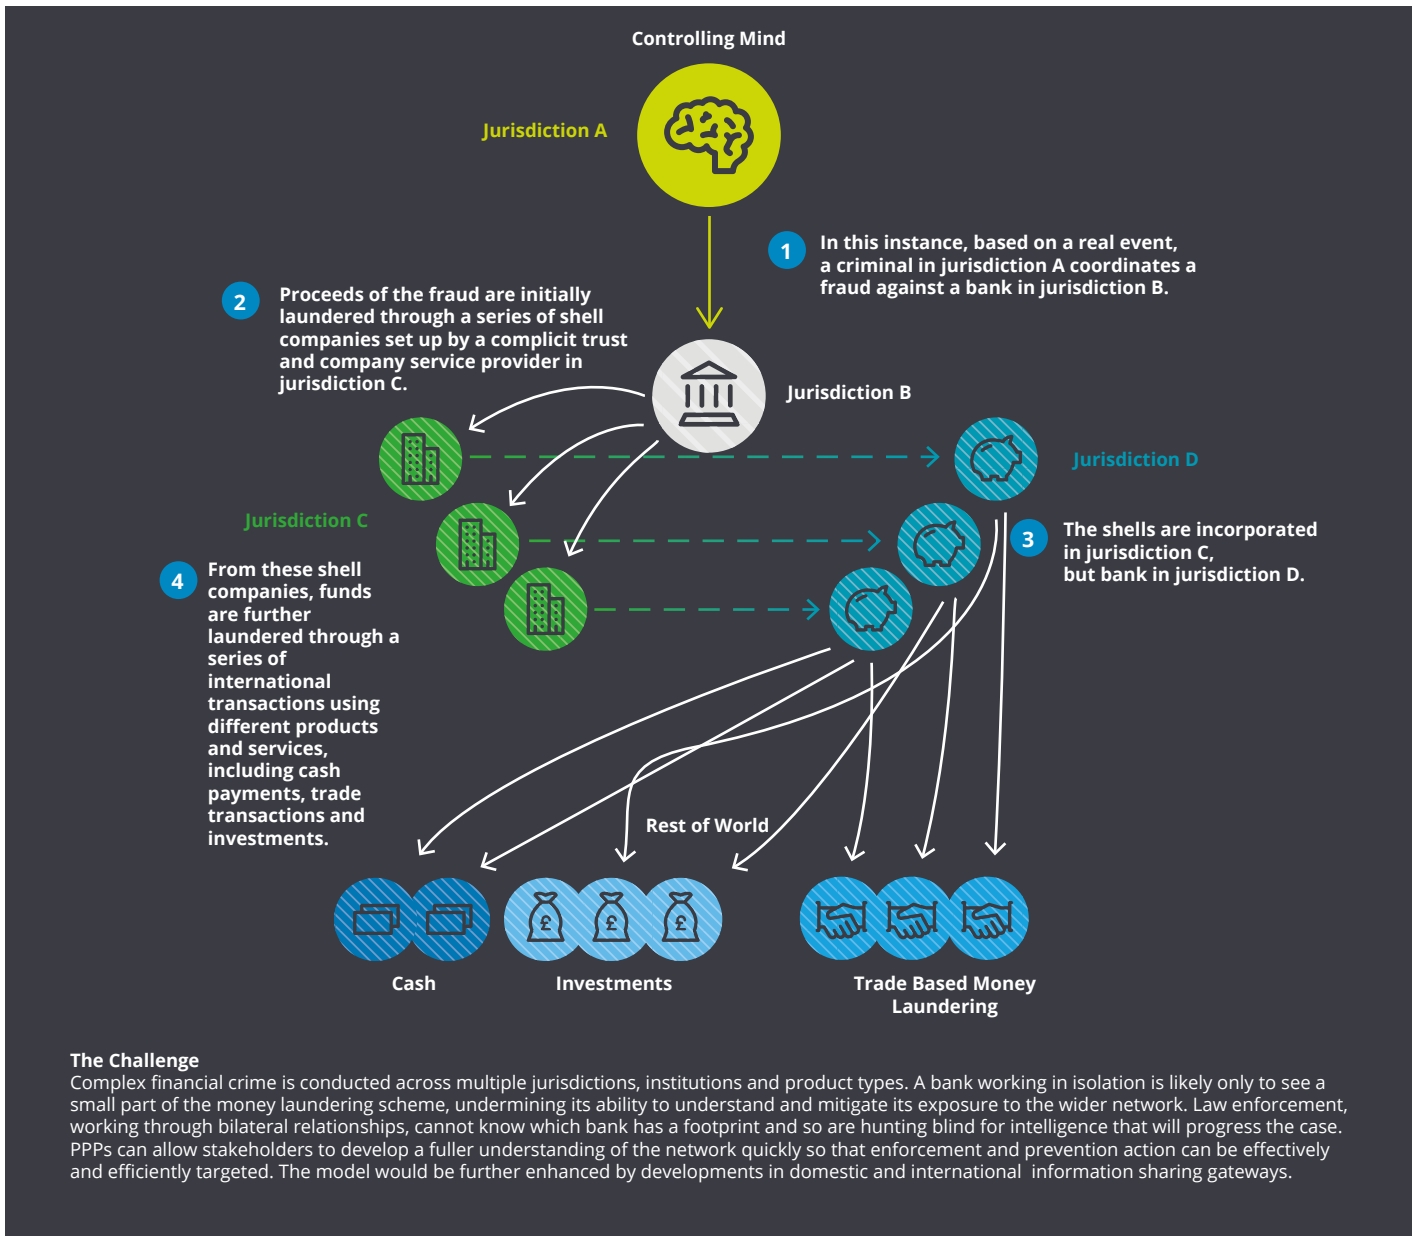 Controlling Mind
Jurisdiction A
1
In this instance, based on a real event,
a criminal in jurisdiction A coordinates a
fraud against a bank in jurisdiction B.
2
Proceeds of the fraud are initially
laundered through a series of shell
companies set up by a complicit trust
and company service provider in
jurisdiction C.
Jurisdiction B
Jurisdiction D
Jurisdiction C
3
The shells are incorporated
in jurisdiction C,
but bank in jurisdiction D.
4
From these shell
companies, funds
are further
laundered through a
series of
international
transactions using
different products
and services,
including cash
payments, trade
transactions and
investments.
Rest of World
£
£
£
Cash
Investments
Trade Based Money
Laundering
The Challenge
Complex financial crime is conducted across multiple jurisdictions, institutions and product types. A bank working in isolation is likely only to see a
small part of the money laundering scheme, undermining its ability to understand and mitigate its exposure to the wider network. Law enforcement,
working through bilateral relationships, cannot know which bank has a footprint and so are hunting blind for intelligence that will progress the case.
PPPs can allow stakeholders to develop a fuller understanding of the network quickly so that enforcement and prevention action can be effectively
and efficiently targeted. The model would be further enhanced by developments in domestic and international information sharing gateways.